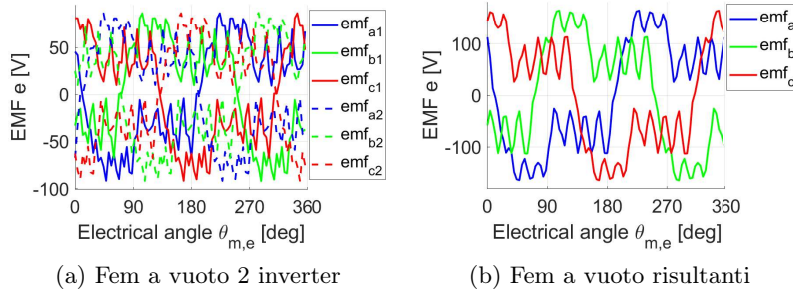 EMF e [V]
100
50
0
-50
-100
0
90
180
270
360
Electrical angle θm,e [deg]
emfa1
emfb1
emfc1
emfa2
emfb2
emfc2
(a) Fem a vuoto 2 inverter
EMF e [V]
100
0
-100
0
90
180
270
360
Electrical angle θm,e [deg]
emfa
emfb
emfc
(b) Fem a vuoto risultanti